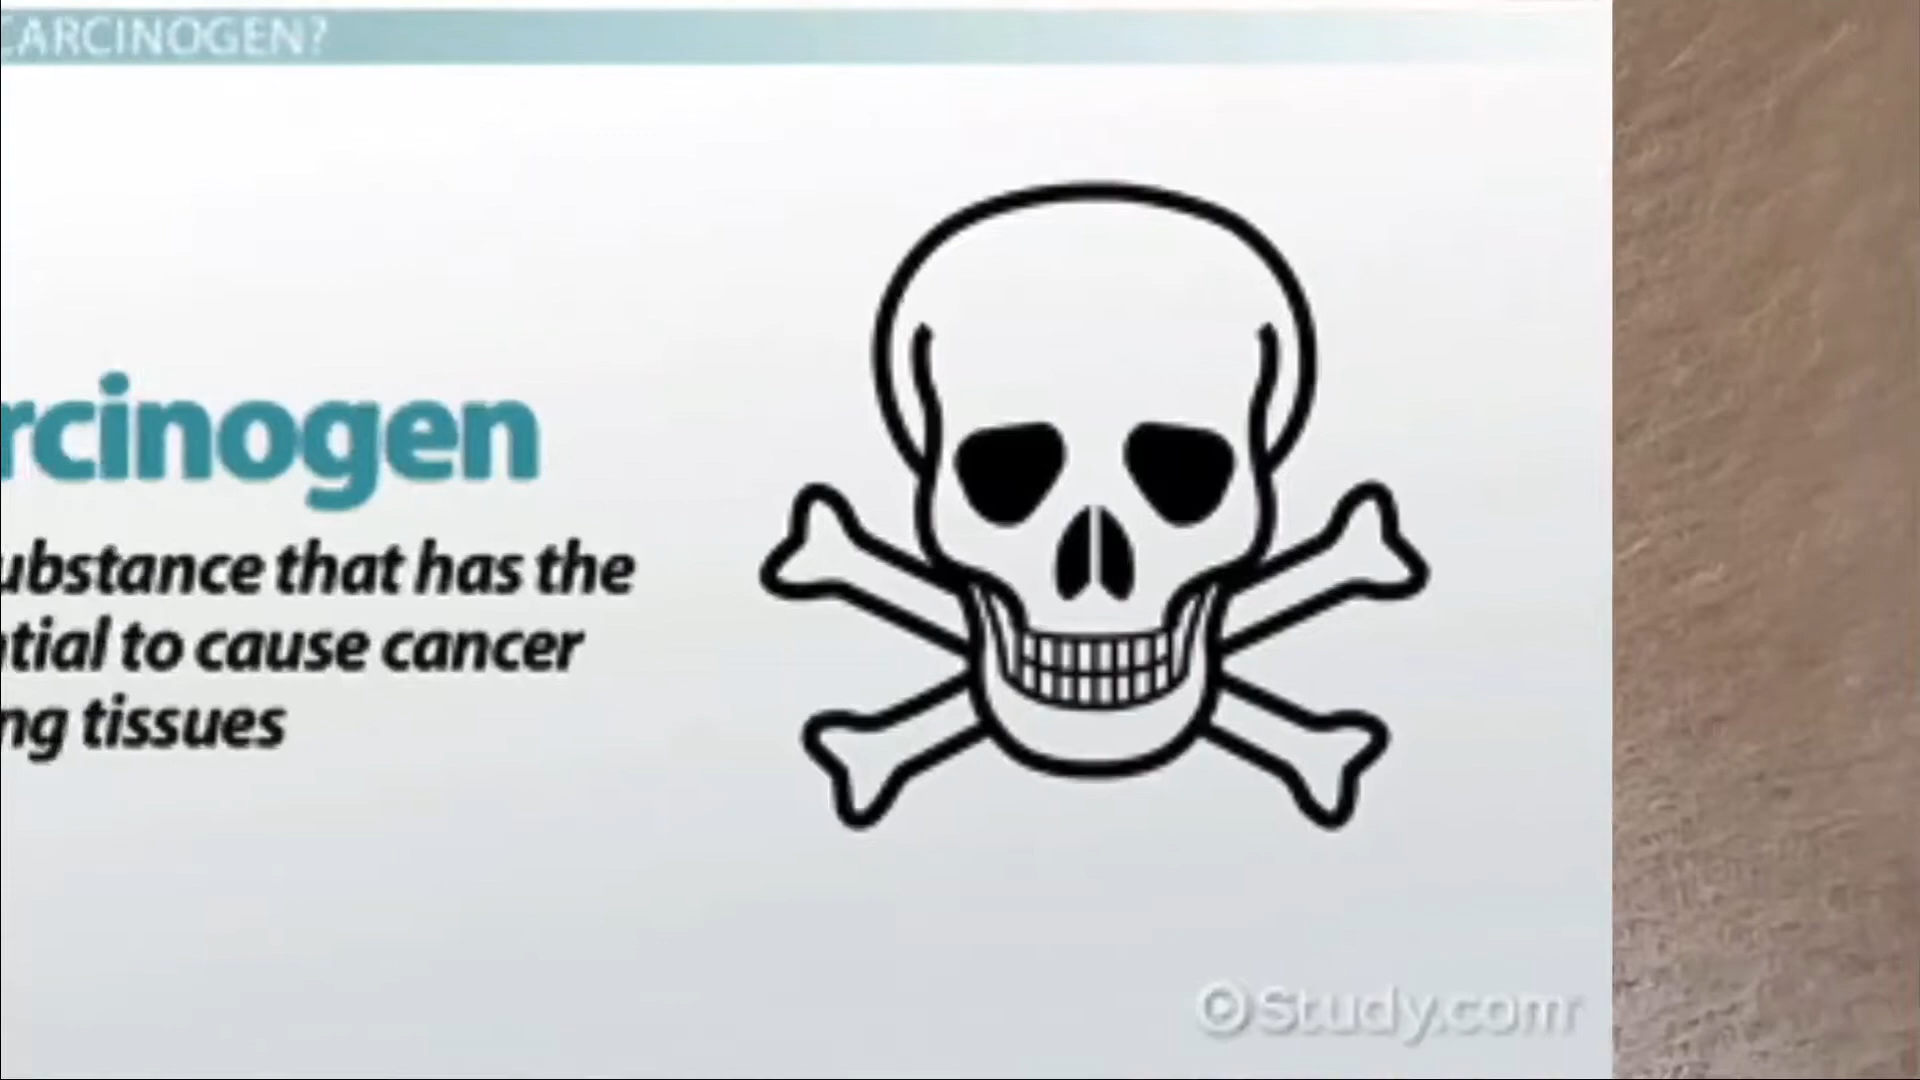 CARCINOGEN?
rcinogen
ubstance that has the
ntial to cause cancer
ng tissues
Study.com